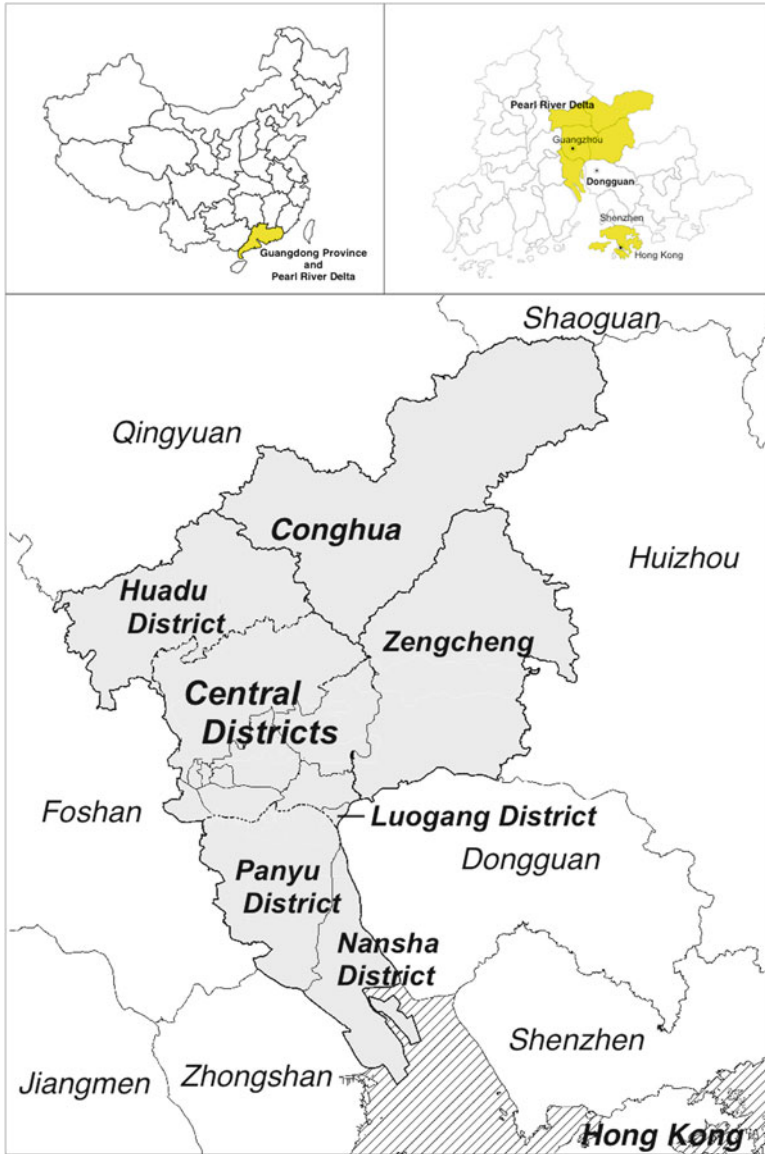 Guangdong Province
and
Pearl River Delta
Pearl River Delta
Guangzhou
Dongguan
Shenzhen
Hong Kong
Shaoguan
Qingyuan
Conghua
Huizhou
Huadu
District
Zengcheng
Central
Districts
Foshan
Luogang District
Dongguan
Panyu
District
Nansha
District
Shenzhen
Jiangmen
Zhongshan
Hong Kong